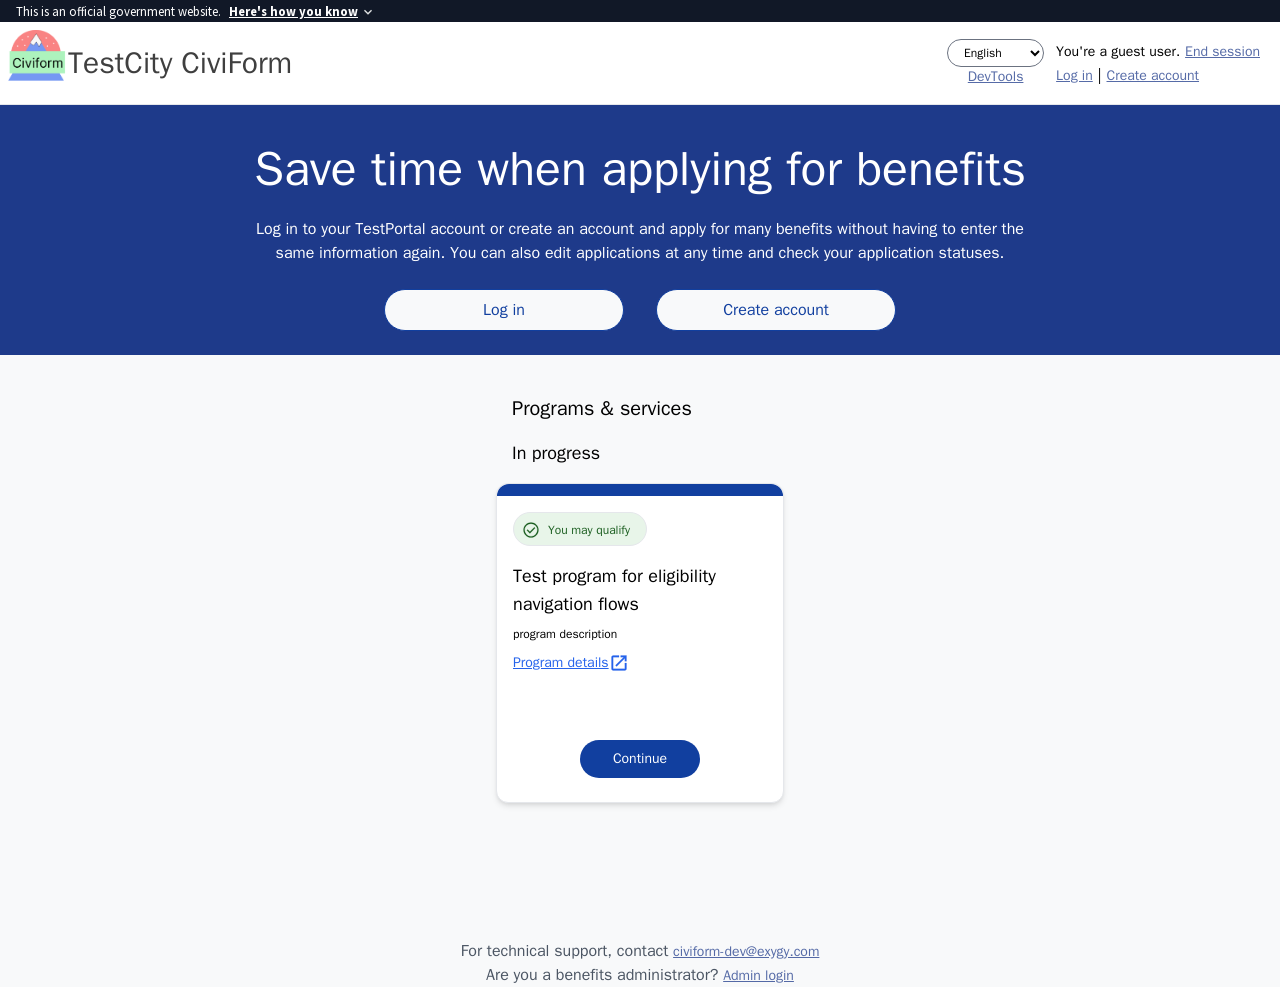 This is an official government website. Here's how you know
Civiform
TestCity CiviForm
English
DevTools
You're a guest user. End session
Log in | Create account
Save time when applying for benefits
Log in to your TestPortal account or create an account and apply for many benefits without having to enter the
same information again. You can also edit applications at any time and check your application statuses.
Log in
Create account
Programs & services
In progress
You may qualify
Test program for eligibility
navigation flows
program description
Program details
Continue
For technical support, contact civiform-dev@exygy.com
Are you a benefits administrator? Admin login